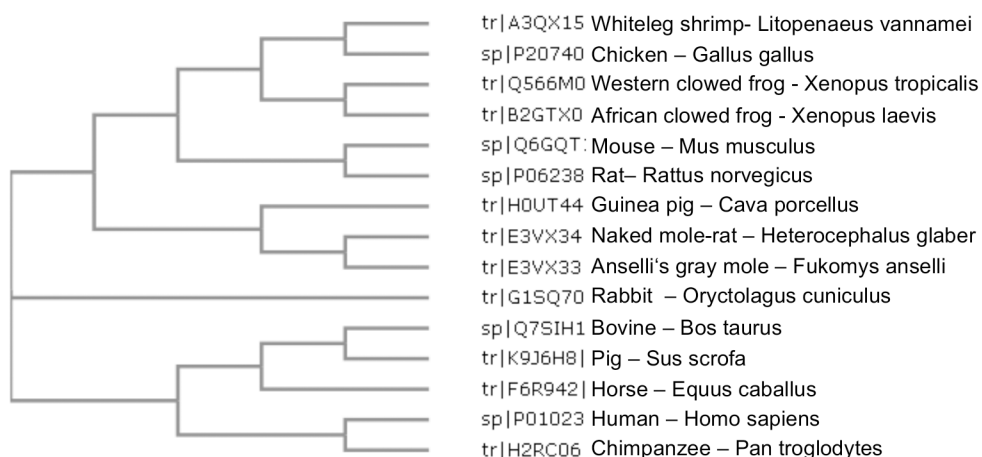 tr|A3QX15 Whiteleg shrimp- Litopenaeus vannamei
sp|P20740 Chicken – Gallus gallus
tr|Q566M0 Western clowed frog - Xenopus tropicalis
tr|B2GTX0 African clowed frog - Xenopus laevis
sp|Q6GQT: Mouse – Mus musculus
sp|P06238 Rat– Rattus norvegicus
tr|H0UT44 Guinea pig – Cava porcellus
tr|E3VX34 Naked mole-rat – Heterocephalus glaber
tr|E3VX33 Anselli‘s gray mole – Fukomys anselli
tr|G1SQ70 Rabbit – Oryctolagus cuniculus
sp|Q7SIH1 Bovine – Bos taurus
tr|K9J6H8| Pig – Sus scrofa
tr|F6R942| Horse – Equus caballus
sp|P01023 Human – Homo sapiens
tr|H2RC06 Chimpanzee – Pan troglodytes